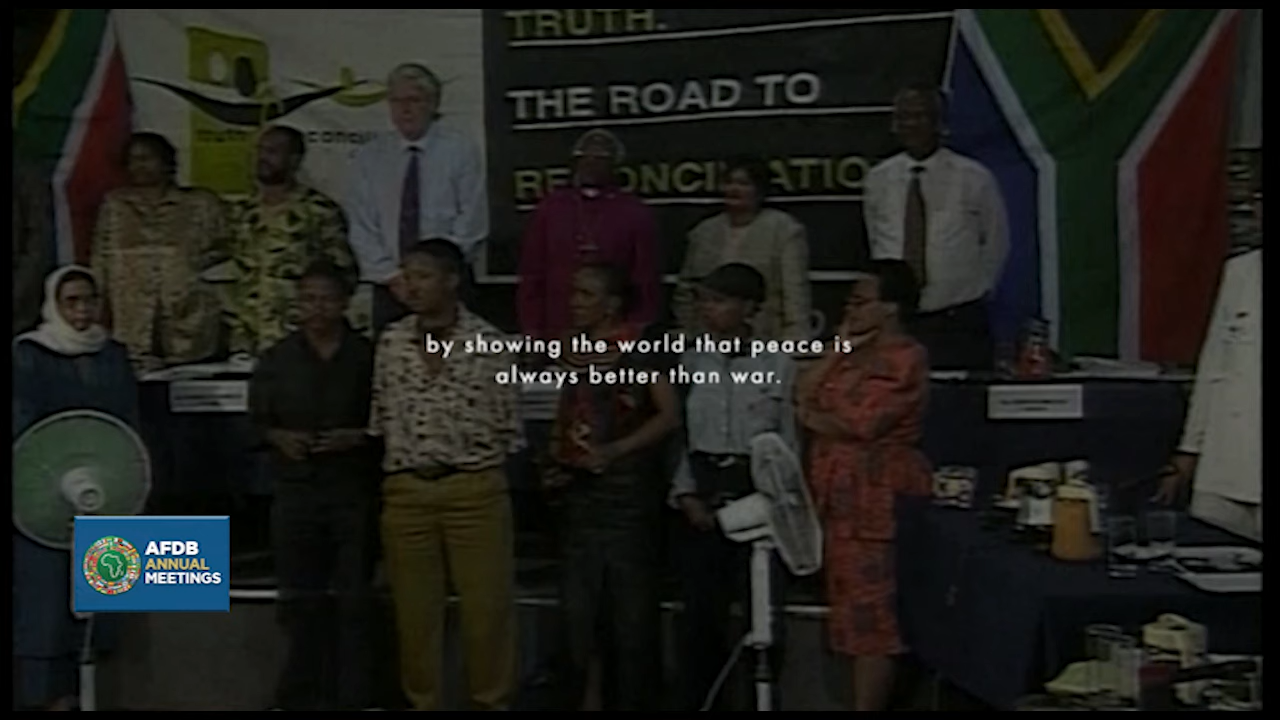 TRUTH.
THE ROAD TO
RECONCILIATIO
truth
by showing the world that peace is
always better than war.
AFDB
ANNUAL
MEETINGS